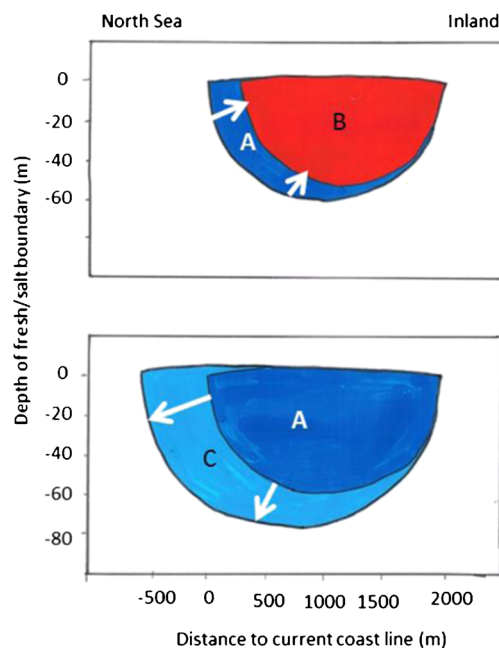 North Sea Inland
0
-20
-40
-60
A
B
Depth of fresh/salt boundary (m)
0
-20
-40
-60
-80
A
C
-500 0 500 1000 1500 2000
Distance to current coast line (m)